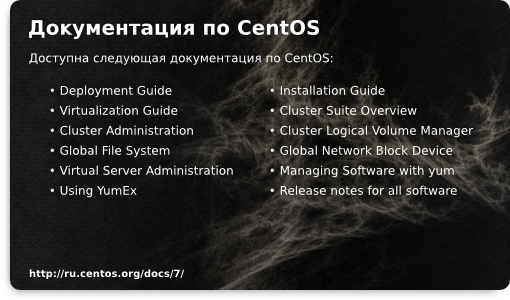 Документация по CentOS
Доступна следующая документация по CentOS:
• Deployment Guide
• Virtualization Guide
• Cluster Administration
• Global File System
• Virtual Server Administration
• Using YumEx
• Installation Guide
• Cluster Suite Overview
• Cluster Logical Volume Manager
• Global Network Block Device
• Managing Software with yum
• Release notes for all software
http://ru.centos.org/docs/7/